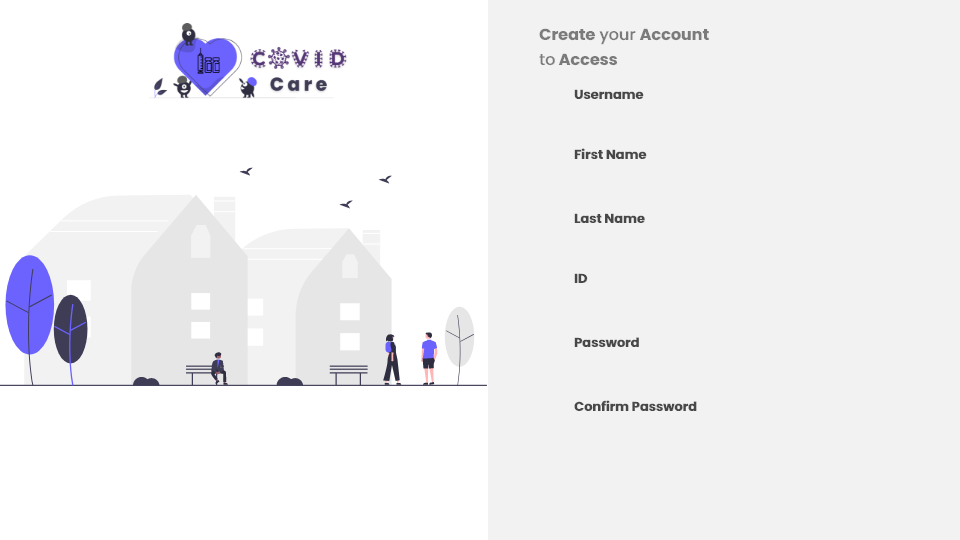 COVID
Care
Create your Account
to Access
Username
First Name
Last Name
ID
Password
Confirm Password